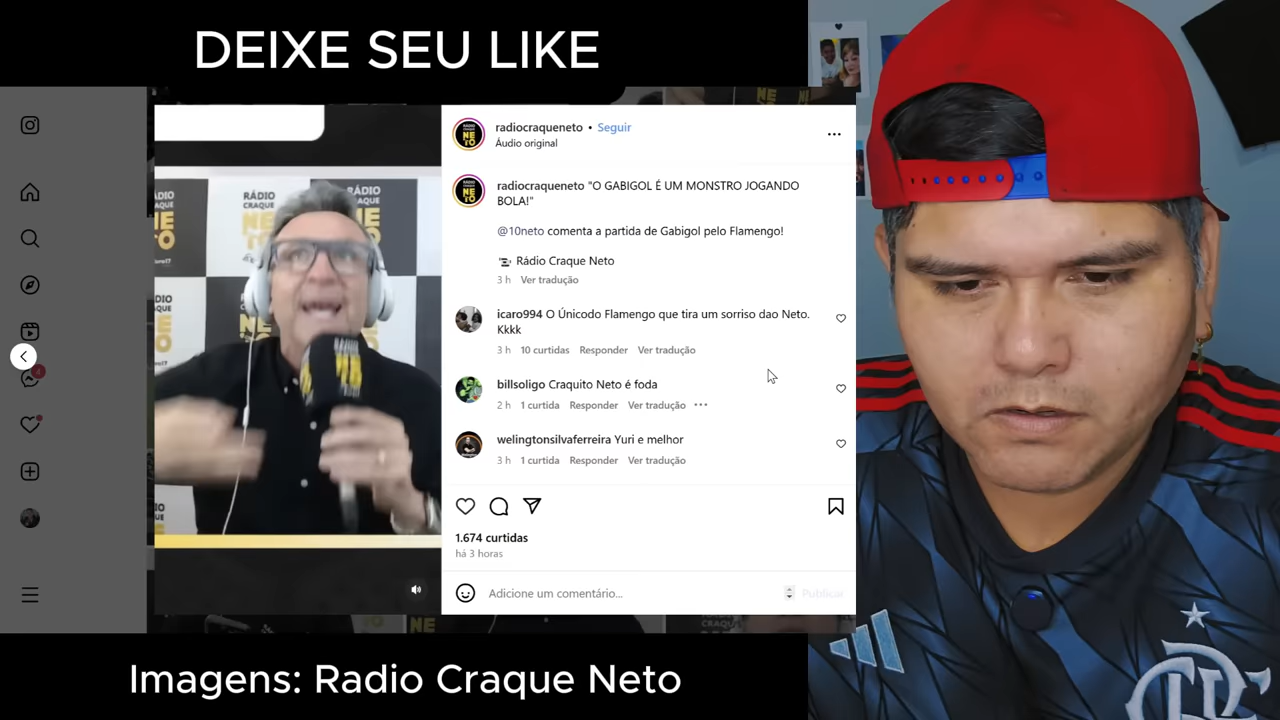 DEIXE SEU LIKE
radiocraqueneto • Seguir
Áudio original
radiocraqueneto "O GABIGOL É UM MONSTRO JOGANDO
BOLA!"
@10neto comenta a partida de Gabigol pelo Flamengo!
Rádio Craque Neto
3 h Ver tradução
icaro994 O Únicodo Flamengo que tira um sorriso dao Neto.
Kkkk
3 h 10 curtidas Responder Ver tradução
billsoligo Craquito Neto é foda
2 h 1 curtida Responder Ver tradução
welingtonsilvaferreira Yuri e melhor
3 h 1 curtida Responder Ver tradução
1.674 curtidas
há 3 horas
Adicione um comentário...
Publicar
RÁDIO
CRAQUE
NE
TO
RÁDIO
CRAQUE
Imagens: Radio Craque Neto